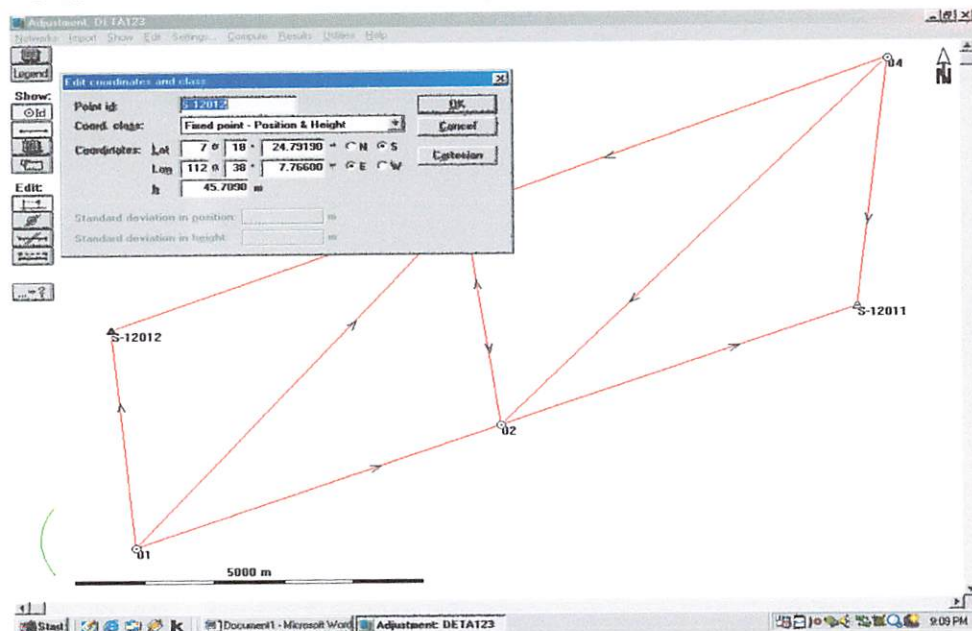 Adjustment: DETA123
Networks Import Show Edit Settings... Compute Results Utilities Help
Legend
Show:
Id
Edit:
...=?
Edit coordinates and class
Point id: S-12012
Coord. class: Fixed point - Position & Height
Coordinates: Lat 7 ° 18 ' 24.79190 " N S
Lon 112 ° 38 ' 7.76600 " E W
h 45.7090 m
Standard deviation in position: m
Standard deviation in height: m
OK
Cancel
Cartesian
N
04
S-12012
S-12011
02
01
5000 m
Start
Document1 - Microsoft Word
Adjustment: DETA123
9:09 PM